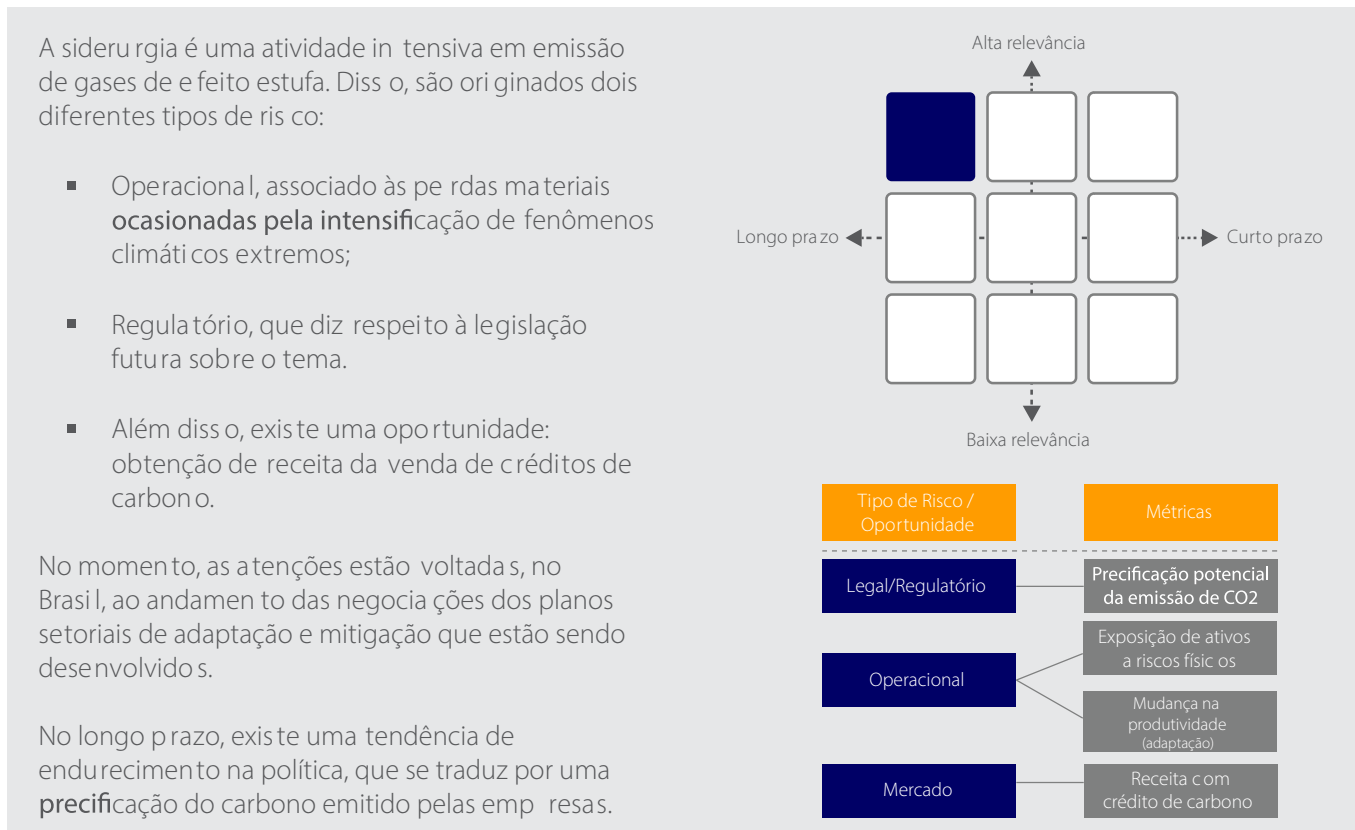 A siderurgia é uma atividade intensiva em emissão
de gases de efeito estufa. Disso, são originados dois
diferentes tipos de risco:
▪ Operacional, associado às perdas materiais
ocasionadas pela intensificação de fenômenos
climáticos extremos;
▪ Regulatório, que diz respeito à legislação
futura sobre o tema.
▪ Além disso, existe uma oportunidade:
obtenção de receita da venda de créditos de
carbono.
No momento, as atenções estão voltadas, no
Brasil, ao andamento das negociações dos planos
setoriais de adaptação e mitigação que estão sendo
desenvolvidos.
No longo prazo, existe uma tendência de
endurecimento na política, que se traduz por uma
precificação do carbono emitido pelas empresas.
Alta relevância
Longo prazo
Curto prazo
Baixa relevância
Tipo de Risco /
Oportunidade
Métricas
Legal/Regulatório
Precificação potencial
da emissão de CO2
Operacional
Exposição de ativos
a riscos físicos
Mudança na
produtividade
(adaptação)
Mercado
Receita com
crédito de carbono